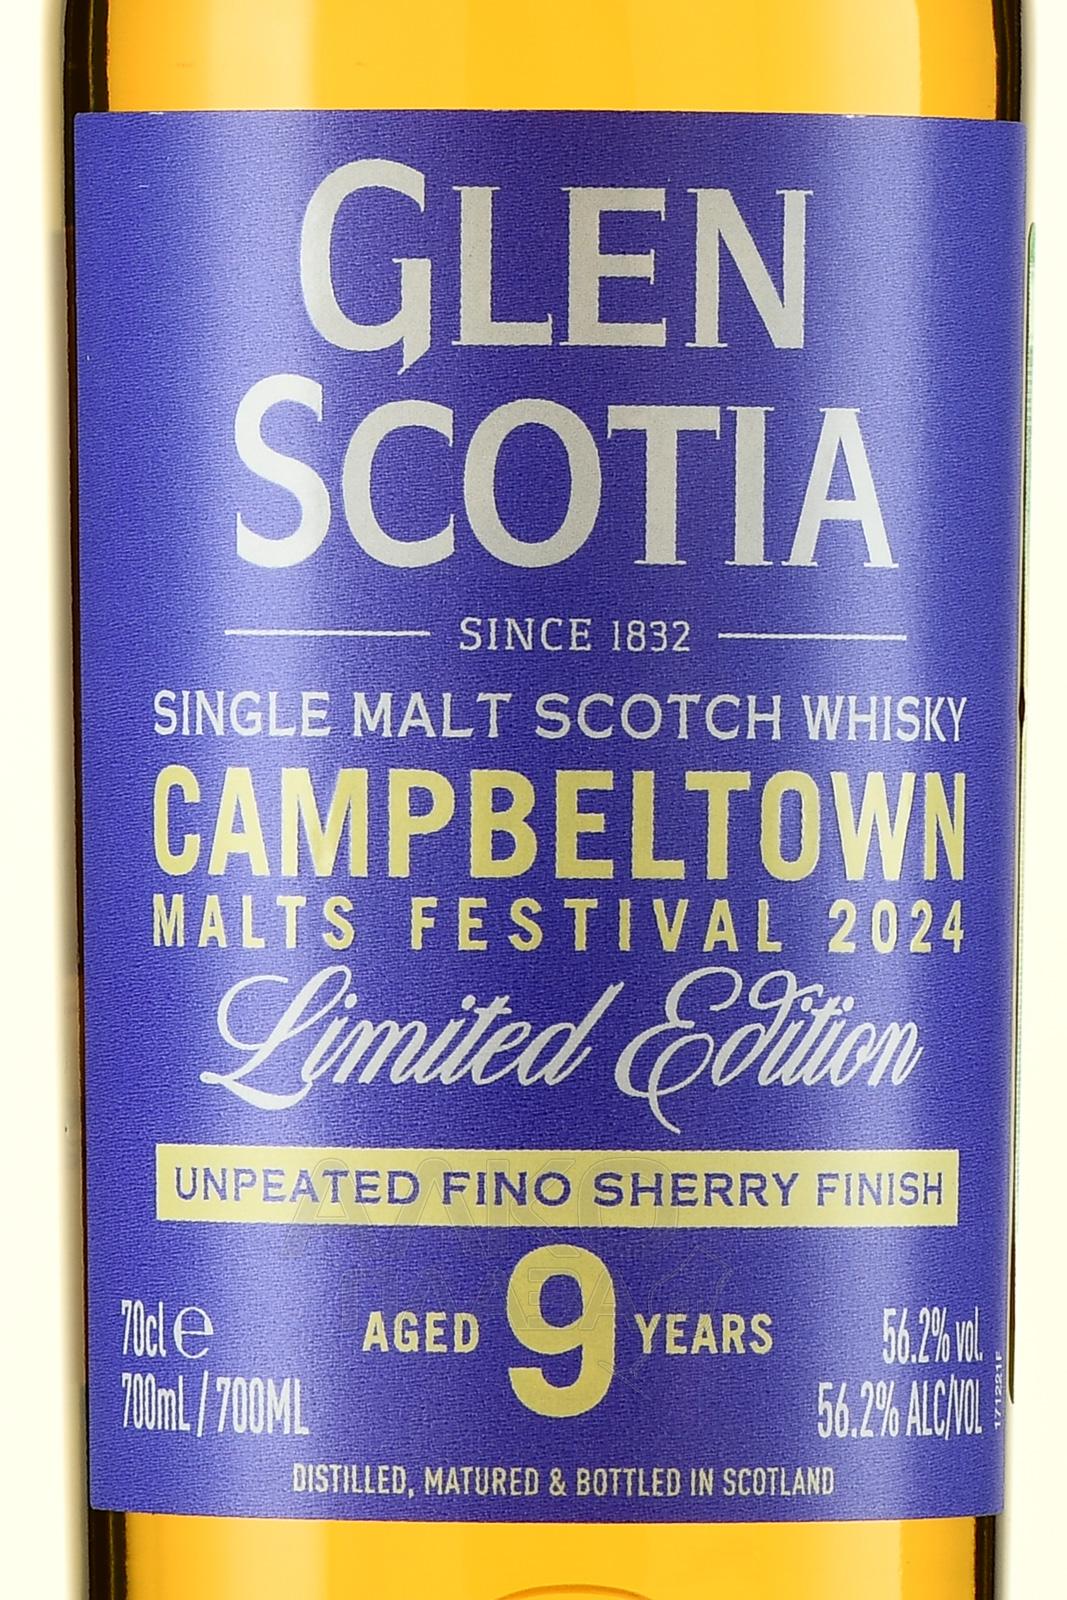 GLEN
SCOTIA
SINCE 1832
SINGLE MALT SCOTCH WHISKY
CAMPBELTOWN
MALTS FESTIVAL 2024
Limited Edition
UNPEATED FINO SHERRY FINISH
AGED 9 YEARS
70cl e
700mL / 700ML
56.2% vol.
56.2% ALC/VOL
171221F
DISTILLED, MATURED & BOTTLED IN SCOTLAND